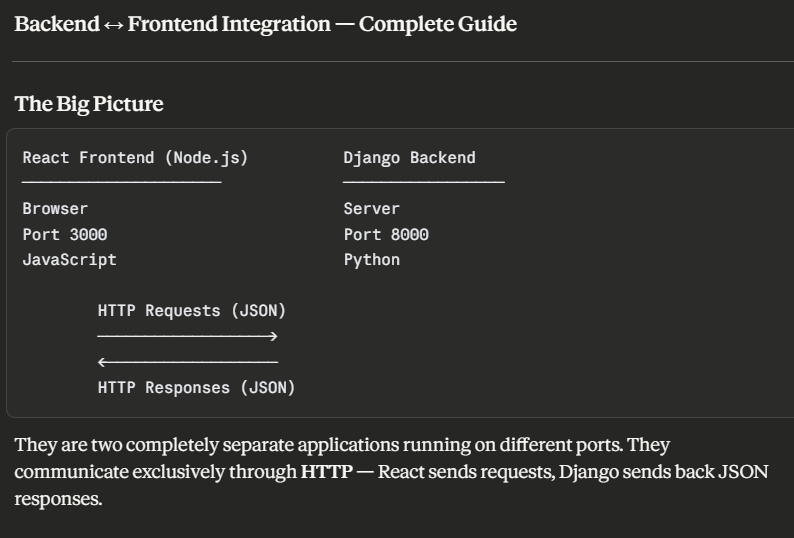 Backend ↔ Frontend Integration — Complete Guide
The Big Picture
React Frontend (Node.js) Django Backend
Browser Server
Port 3000 Port 8000
JavaScript Python
HTTP Requests (JSON)
HTTP Responses (JSON)
They are two completely separate applications running on different ports. They
communicate exclusively through HTTP — React sends requests, Django sends back JSON
responses.